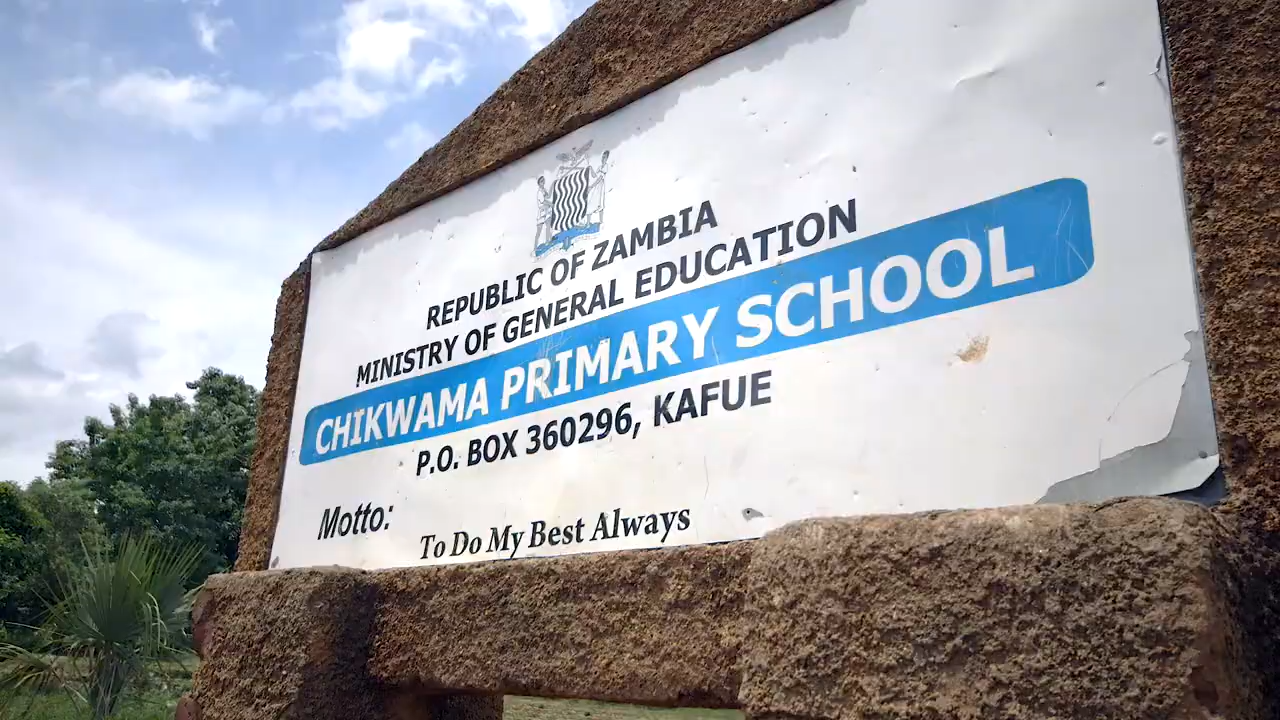 REPUBLIC OF ZAMBIA
MINISTRY OF GENERAL EDUCATION
CHIKWAMA PRIMARY SCHOOL
P.O. BOX 360296, KAFUE
Motto: To Do My Best Always